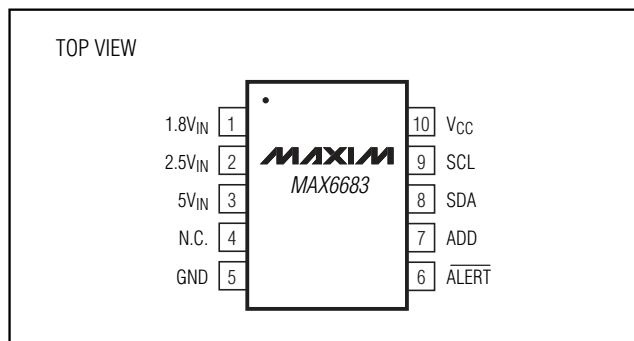 TOP VIEW
1.8VIN 1
2.5VIN 2
5VIN 3
N.C. 4
GND 5
MAXIM
MAX6683
10 VCC
9 SCL
8 SDA
7 ADD
6 ALERT